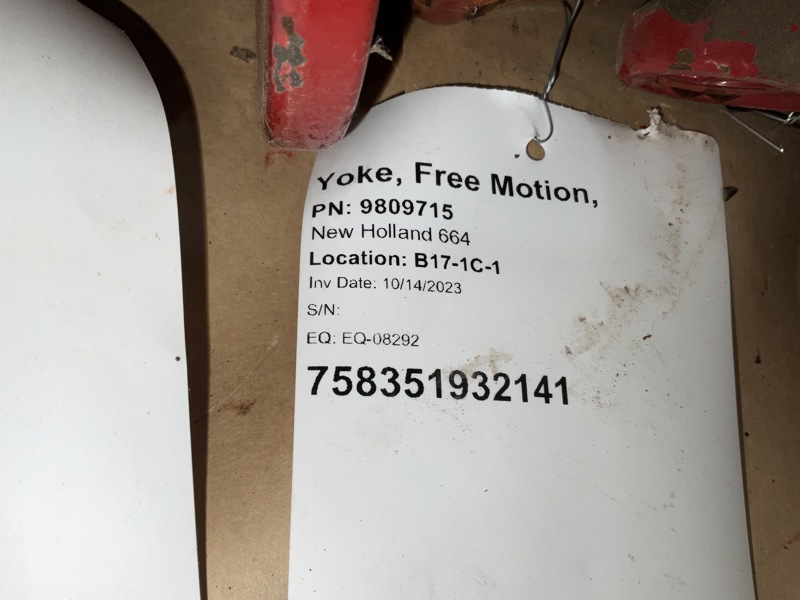 Yoke, Free Motion,
PN: 9809715
New Holland 664
Location: B17-1C-1
Inv Date: 10/14/2023
S/N:
EQ: EQ-08292
758351932141